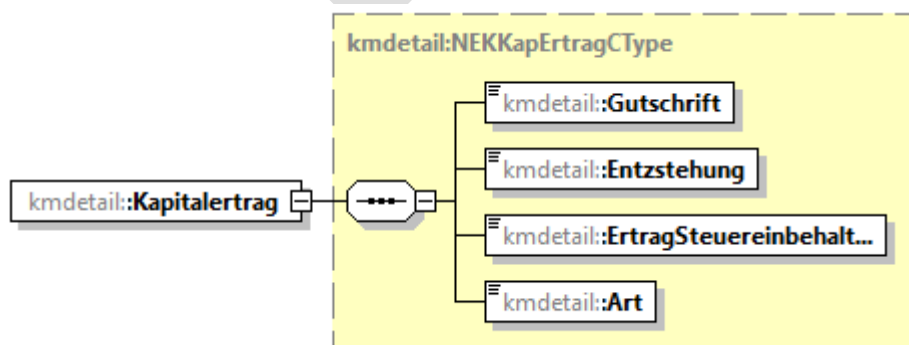 kmdetail:NEKKapErtragCType
kmdetail::Gutschrift
kmdetail::Entzstehung
kmdetail::Kapitalertrag
kmdetail::ErtragSteuereinbehalt...
kmdetail::Art